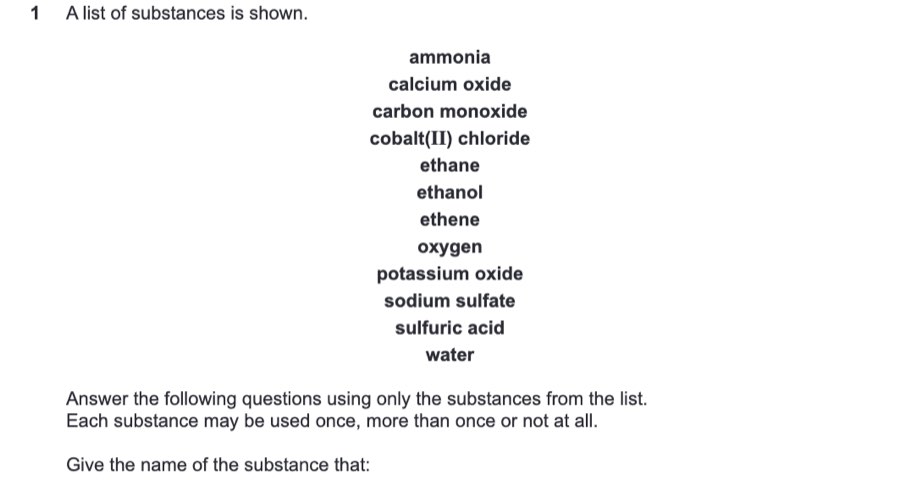 1 A list of substances is shown.
ammonia
calcium oxide
carbon monoxide
cobalt(II) chloride
ethane
ethanol
ethene
oxygen
potassium oxide
sodium sulfate
sulfuric acid
water
Answer the following questions using only the substances from the list.
Each substance may be used once, more than once or not at all.
Give the name of the substance that: